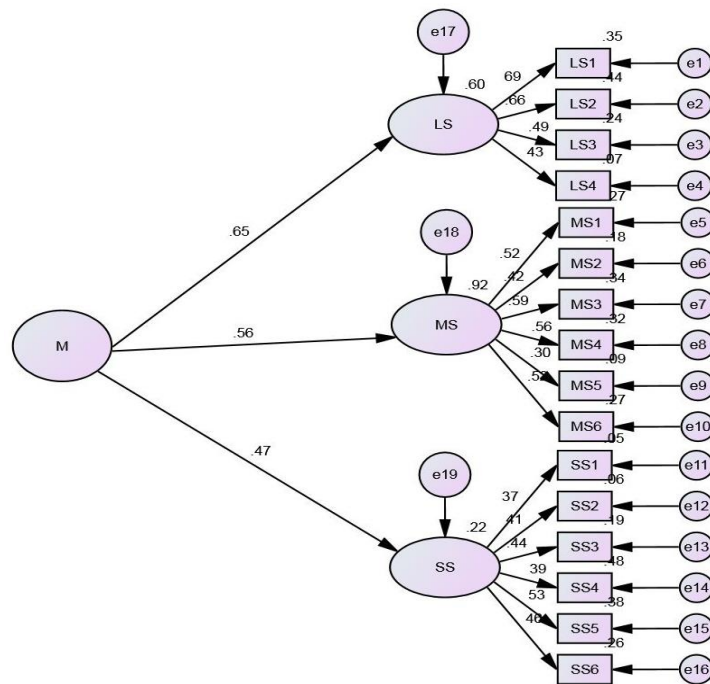 e17
.35
.60
69
LS1
e1
.44
.66
LS2
e2
LS
.24
.49
LS3
e3
.07
43
LS4
e4
.65
.27
e18
MS1
e5
.52
.18
MS2
e6
.42
.34
.92
.59
MS3
e7
MS
.32
M
.56
.56
MS4
e8
.30
.09
MS5
e9
.27
MS6
e10
.05
.47
SS1
e11
e19
37
.06
SS2
e12
41
.19
.22
.44
SS3
e13
.48
SS
39
SS4
e14
53
.38
SS5
e15
46
.26
SS6
e16